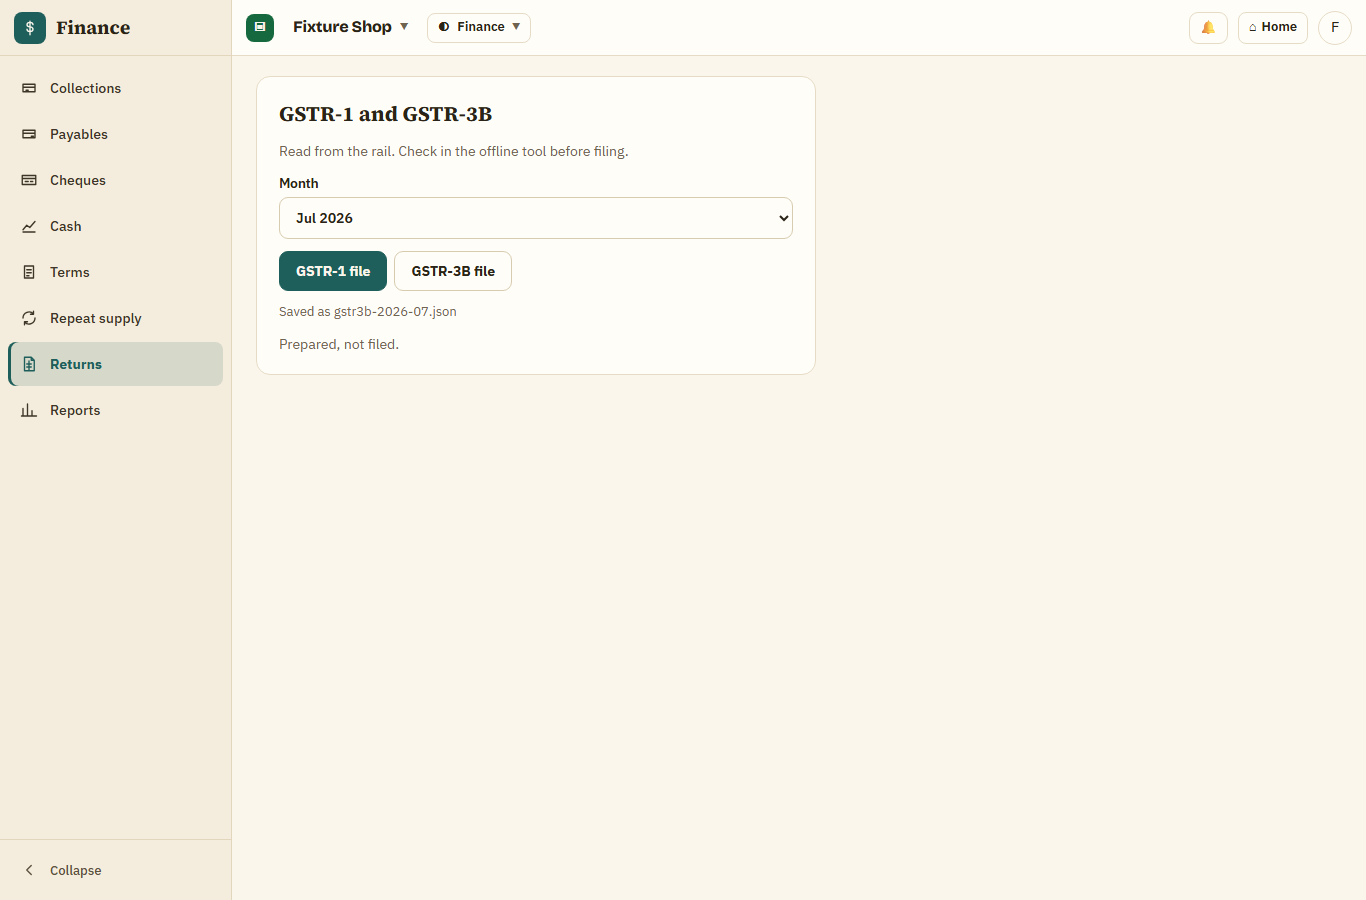 $ Finance
Fixture Shop ▼
Finance ▼
Home
F
Collections
Payables
Cheques
Cash
Terms
Repeat supply
Returns
Reports
Collapse
GSTR-1 and GSTR-3B
Read from the rail. Check in the offline tool before filing.
Month
Jul 2026
GSTR-1 file
GSTR-3B file
Saved as gstr3b-2026-07.json
Prepared, not filed.